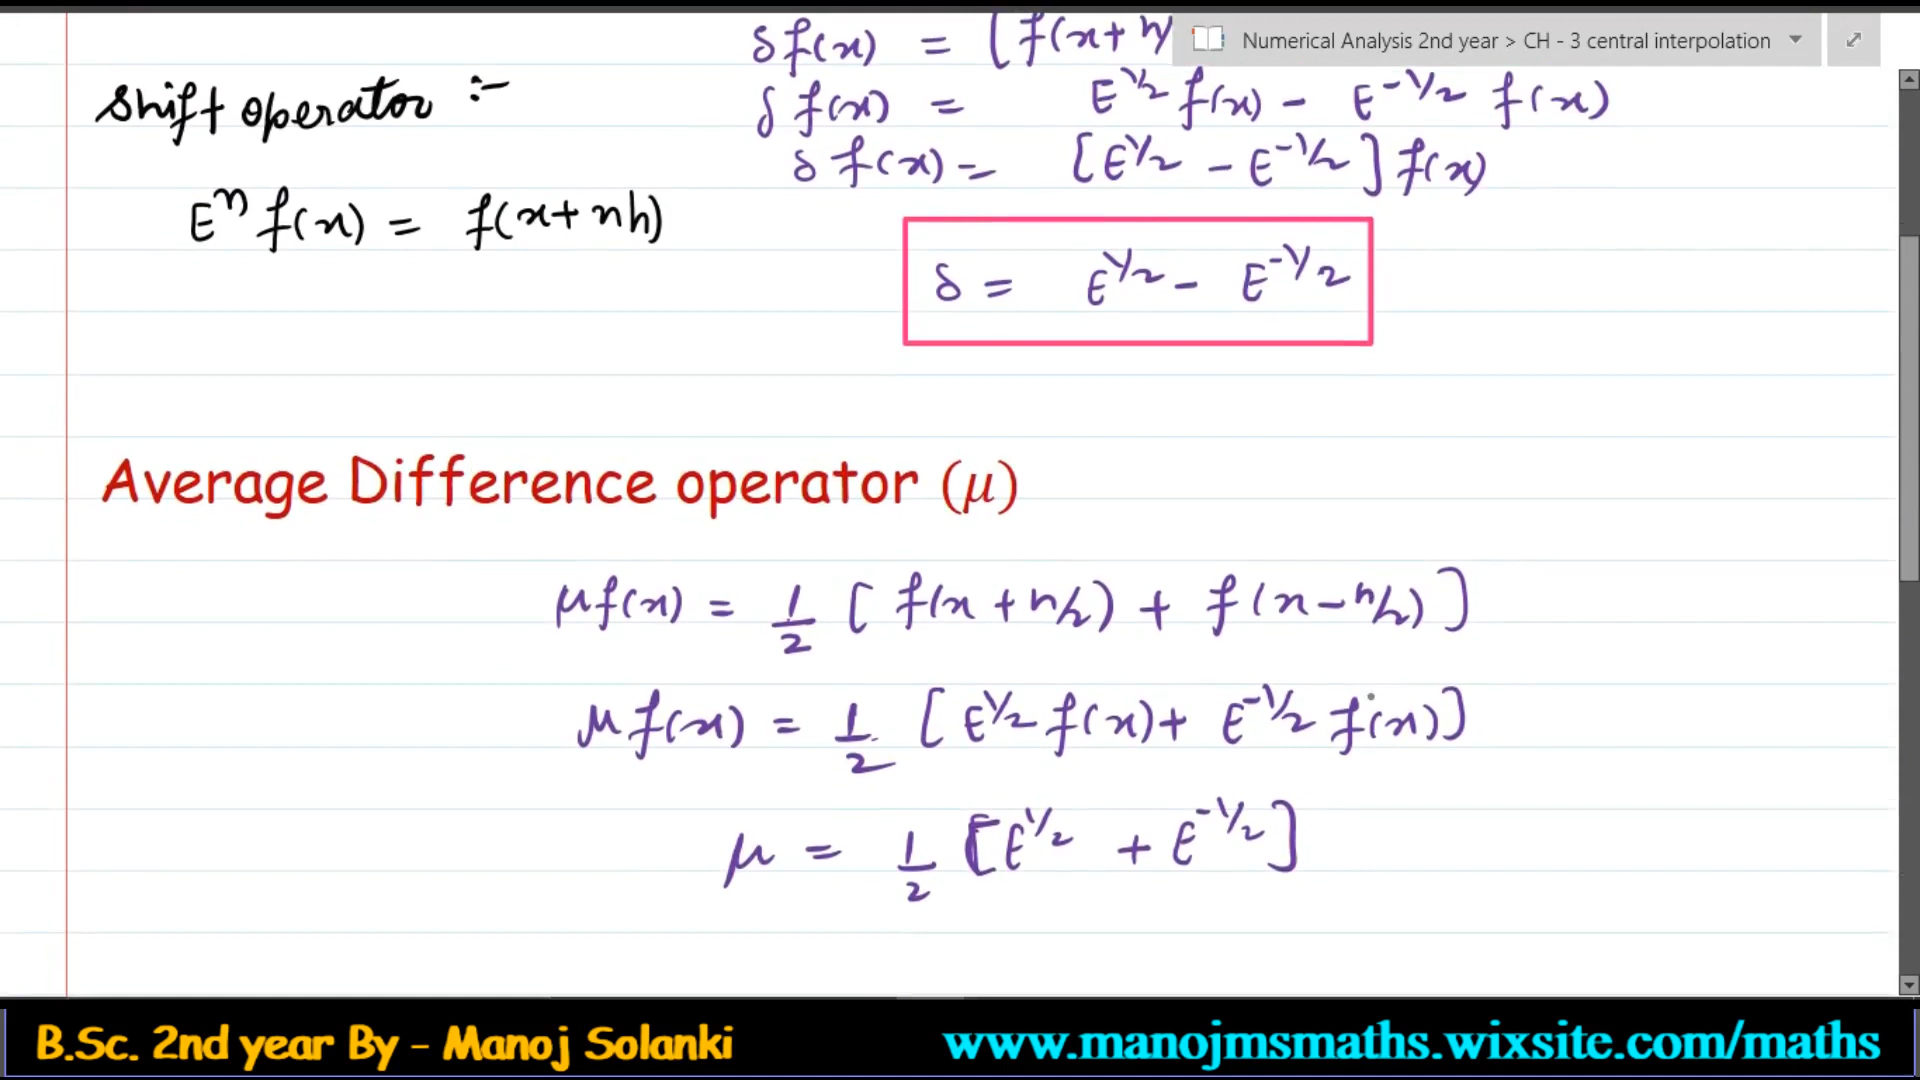 δf(x) = [f(x+h
Numerical Analysis 2nd year > CH - 3 central interpolation
Shift operator :-
δf(x) = E^1/2 f(x) - E^-1/2 f(x)
δf(x) = [E^1/2 - E^-1/2] f(x)
E^n f(x) = f(x+nh)
δ = E^1/2 - E^-1/2
Average Difference operator (μ)
μf(x) = 1/2 [f(x+h/2) + f(x-h/2)]
μf(x) = 1/2 [E^1/2 f(x) + E^-1/2 f(x)]
μ = 1/2 [E^1/2 + E^-1/2]
B.Sc. 2nd year By - Manoj Solanki
www.manojmsmaths.wixsite.com/maths